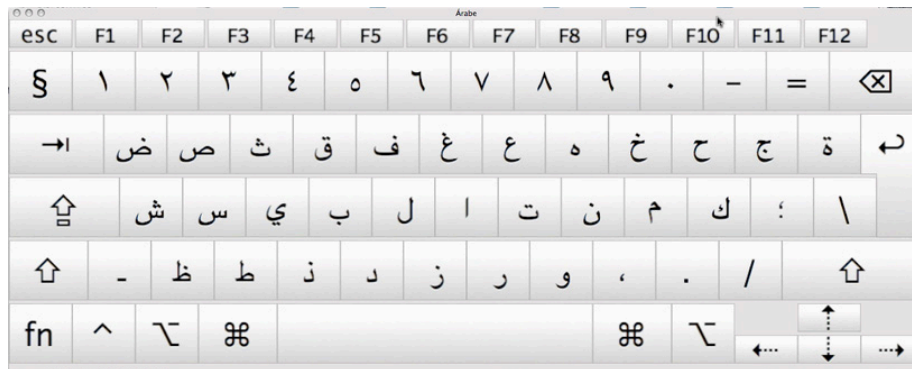 Árabe
esc F1 F2 F3 F4 F5 F6 F7 F8 F9 F10 F11 F12
§ ١ ٢ ٣ ٤ ٥ ٦ ٧ ٨ ٩ ٠ - =
ض ص ث ق ف غ ع ه خ ح ج ة
ش س ي ب ل ا ت ن م ك ؛ \
ـ ظ ط ذ د ز ر و ، . /
fn ^ ⌥ ⌘ ⌘ ⌥